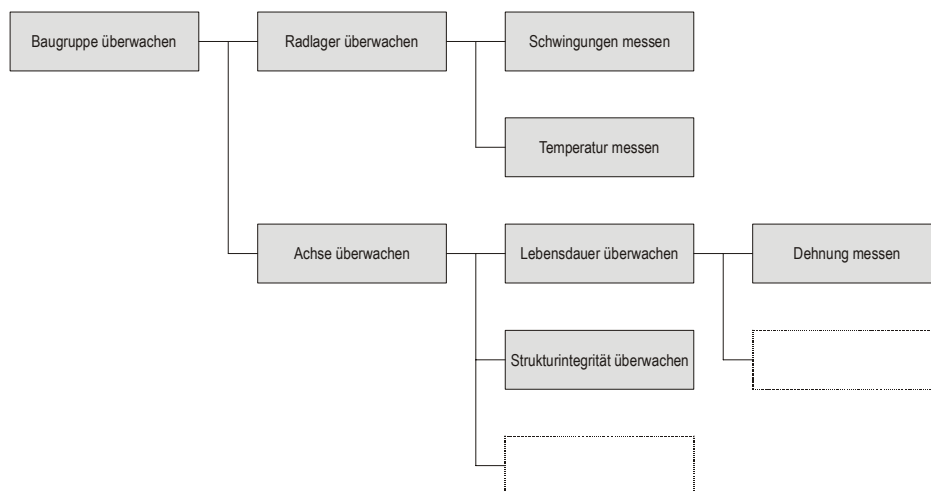 Baugruppe überwachen
Radlager überwachen
Schwingungen messen
Temperatur messen
Achse überwachen
Lebensdauer überwachen
Dehnung messen
Strukturintegrität überwachen